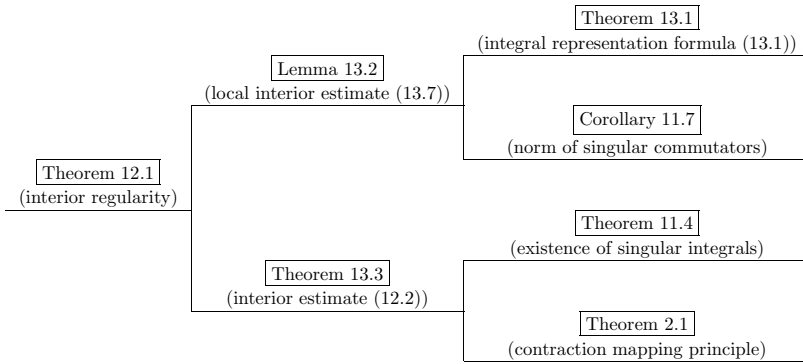 Theorem 13.1
(integral representation formula (13.1))
Lemma 13.2
(local interior estimate (13.7))
Corollary 11.7
(norm of singular commutators)
Theorem 12.1
(interior regularity)
Theorem 11.4
(existence of singular integrals)
Theorem 13.3
(interior estimate (12.2))
Theorem 2.1
(contraction mapping principle)